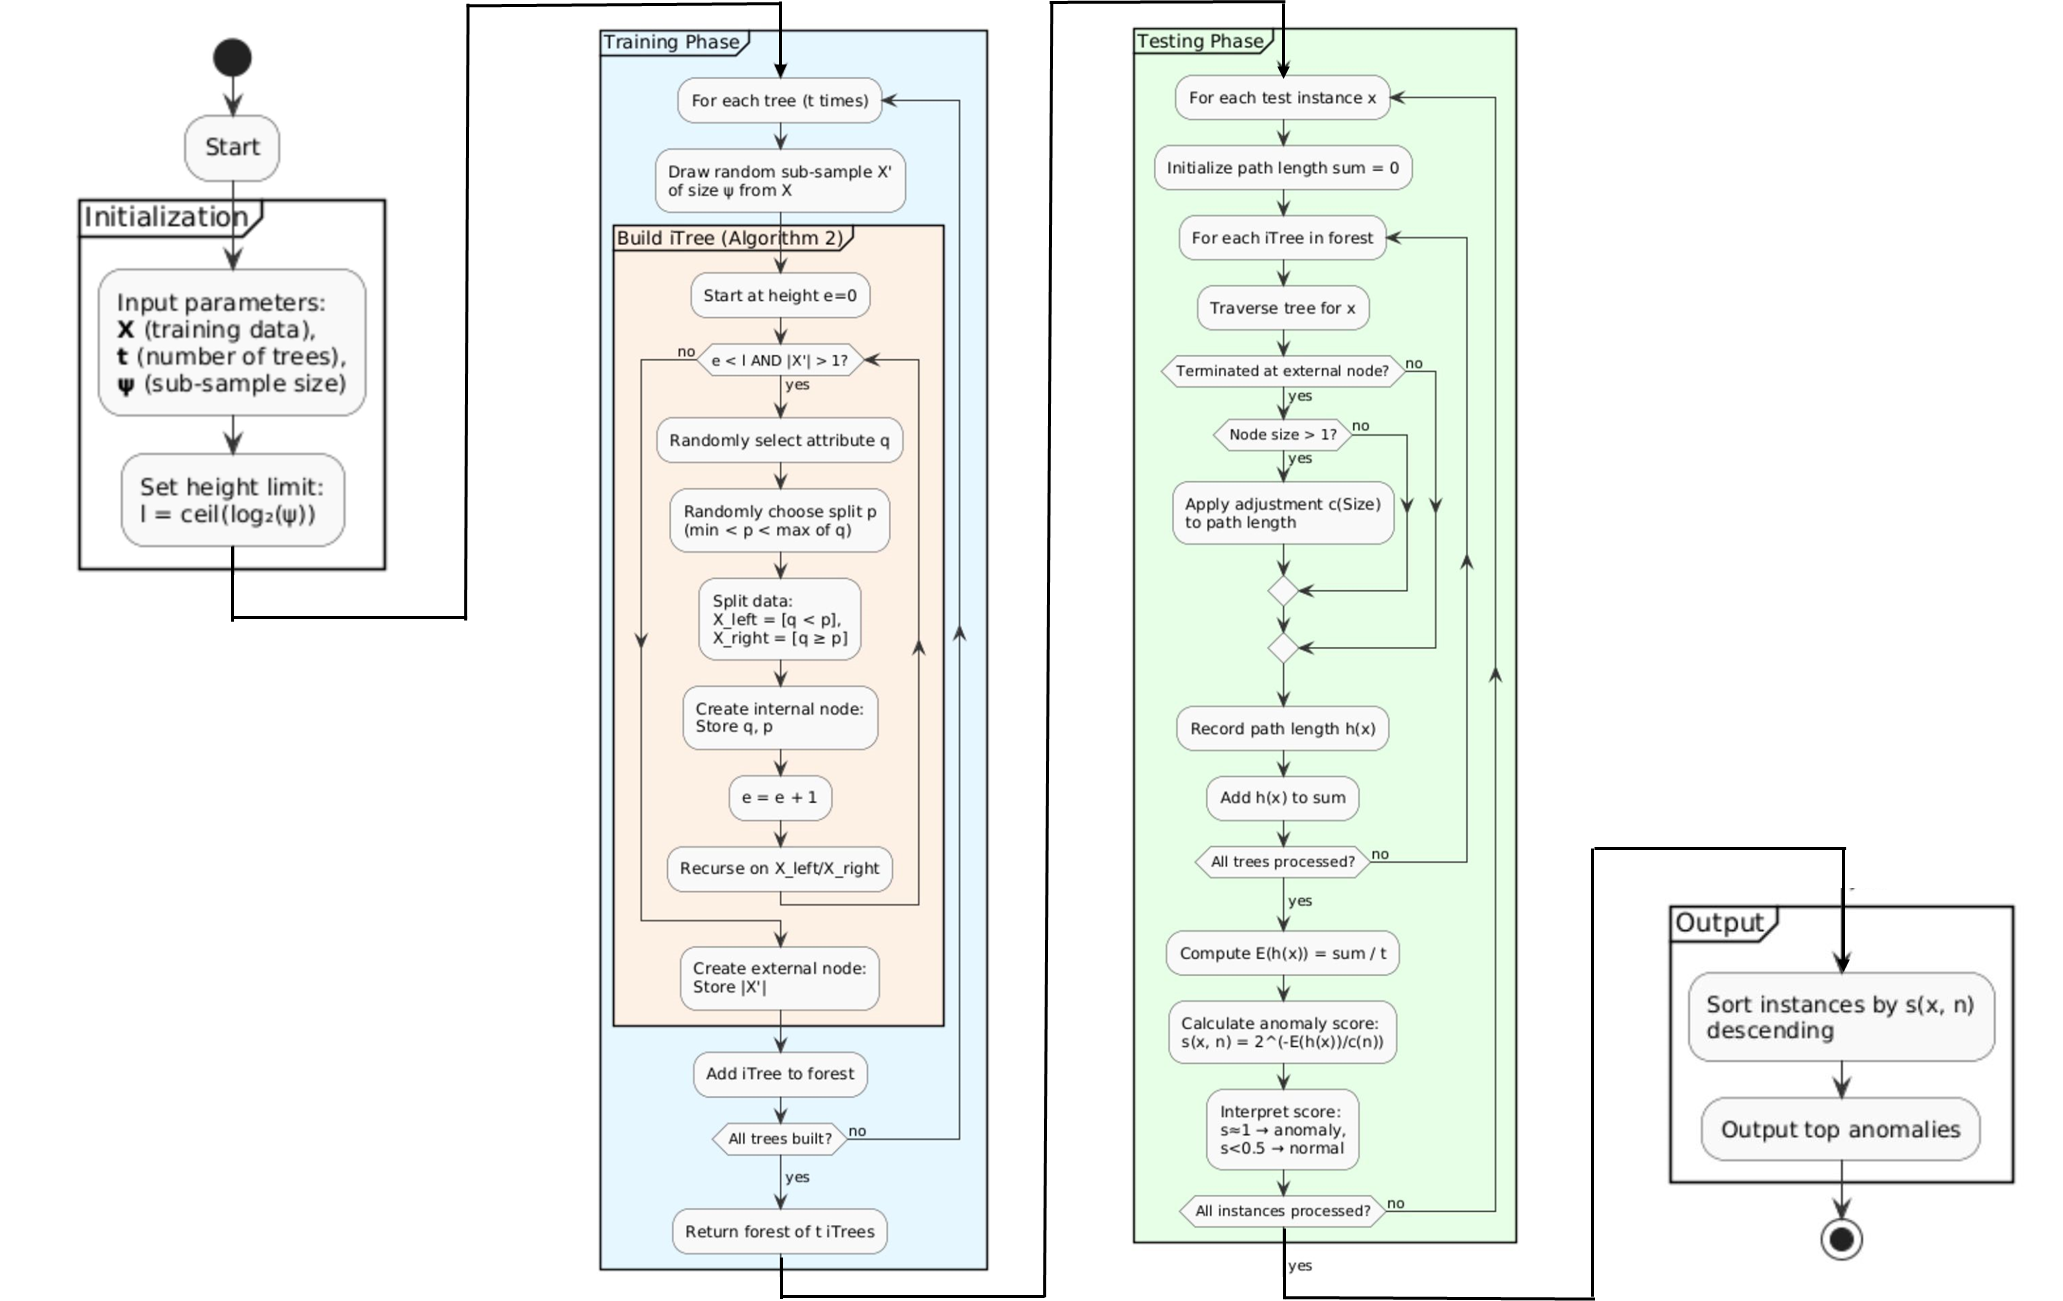 Start
Initialization
Input parameters:
X (training data),
t (number of trees),
ψ (sub-sample size)
Set height limit:
l = ceil(log₂(ψ))
Training Phase
For each tree (t times)
Draw random sub-sample X'
of size ψ from X
Build iTree (Algorithm 2)
Start at height e=0
no
e < l AND |X'| > 1?
yes
Randomly select attribute q
Randomly choose split p
(min < p < max of q)
Split data:
X_left = [q < p],
X_right = [q ≥ p]
Create internal node:
Store q, p
e = e + 1
Recurse on X_left/X_right
Create external node:
Store |X'|
Add iTree to forest
All trees built?
no
yes
Return forest of t iTrees
Testing Phase
For each test instance x
Initialize path length sum = 0
For each iTree in forest
Traverse tree for x
Terminated at external node?
no
yes
Node size > 1?
no
yes
Apply adjustment c(Size)
to path length
Record path length h(x)
Add h(x) to sum
All trees processed?
no
yes
Compute E(h(x)) = sum / t
Calculate anomaly score:
s(x, n) = 2^(-E(h(x))/c(n))
Interpret score:
s≈1 → anomaly,
s<0.5 → normal
All instances processed?
no
yes
Output
Sort instances by s(x, n)
descending
Output top anomalies